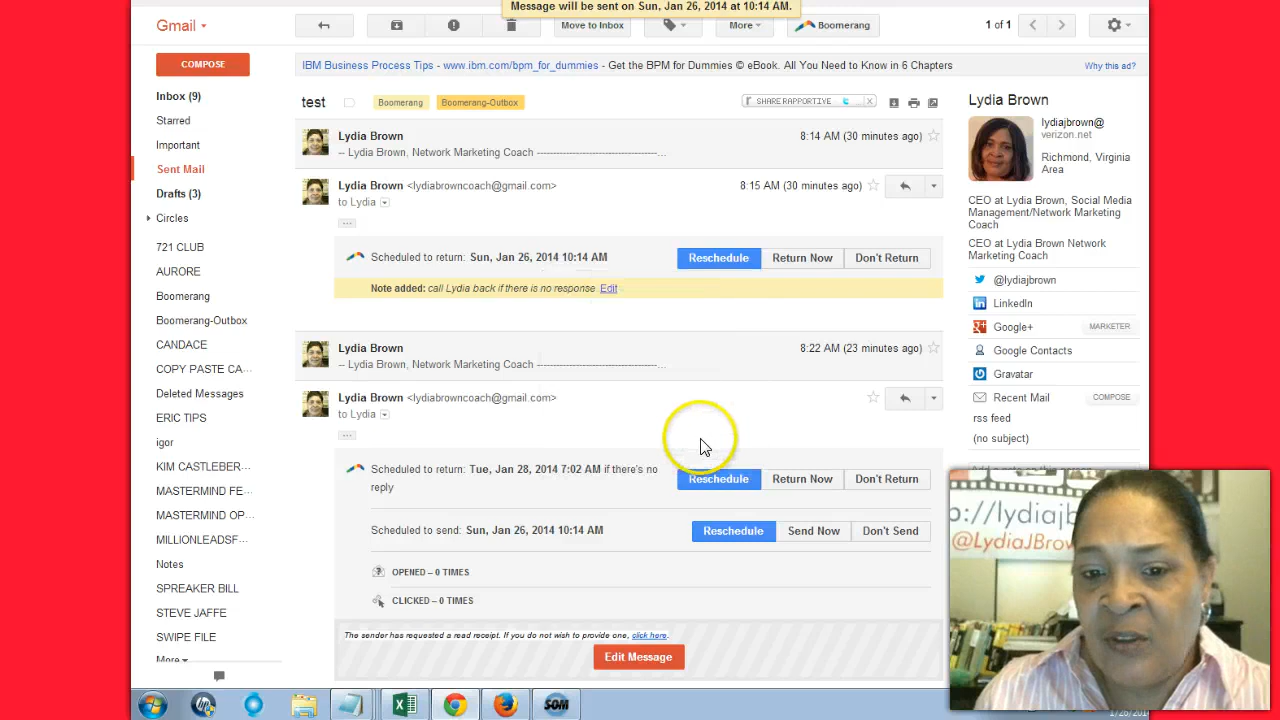 Message will be sent on Sun, Jan 26, 2014 at 10:14 AM.
Gmail
Move to Inbox
More
Boomerang
1 of 1
COMPOSE
IBM Business Process Tips - www.ibm.com/bpm_for_dummies - Get the BPM for Dummies © eBook. All You Need to Know in 6 Chapters
Why this ad?
Inbox (9)
Starred
Important
Sent Mail
Drafts (3)
Circles
721 CLUB
AURORE
Boomerang
Boomerang-Outbox
CANDACE
COPY PASTE CA...
Deleted Messages
ERIC TIPS
igor
KIM CASTLEBER...
MASTERMIND FE...
MASTERMIND OP...
MILLIONLEADSF...
Notes
SPREAKER BILL
STEVE JAFFE
SWIPE FILE
More
test
Boomerang
Boomerang-Outbox
SHARE RAPPORTIVE
Lydia Brown
8:14 AM (30 minutes ago)
-- Lydia Brown, Network Marketing Coach ---------------------------------------...
Lydia Brown <lydiabrowncoach@gmail.com>
8:15 AM (30 minutes ago)
to Lydia
...
Scheduled to return: Sun, Jan 26, 2014 10:14 AM
Reschedule
Return Now
Don't Return
Note added: call Lydia back if there is no response Edit
Lydia Brown
8:22 AM (23 minutes ago)
-- Lydia Brown, Network Marketing Coach ---------------------------------------...
Lydia Brown <lydiabrowncoach@gmail.com>
to Lydia
...
Scheduled to return: Tue, Jan 28, 2014 7:02 AM if there's no
reply
Reschedule
Return Now
Don't Return
Scheduled to send: Sun, Jan 26, 2014 10:14 AM
Reschedule
Send Now
Don't Send
OPENED – 0 TIMES
CLICKED – 0 TIMES
The sender has requested a read receipt. If you do not wish to provide one, click here.
Edit Message
Lydia Brown
lydiajbrown@
verizon.net
Richmond, Virginia
Area
CEO at Lydia Brown, Social Media
Management/Network Marketing
Coach
CEO at Lydia Brown Network
Marketing Coach
@lydiajbrown
LinkedIn
Google+
MARKETER
Google Contacts
Gravatar
Recent Mail
COMPOSE
rss feed
(no subject)
p://lydiaj
@LydiaJBrow
hp
SOM